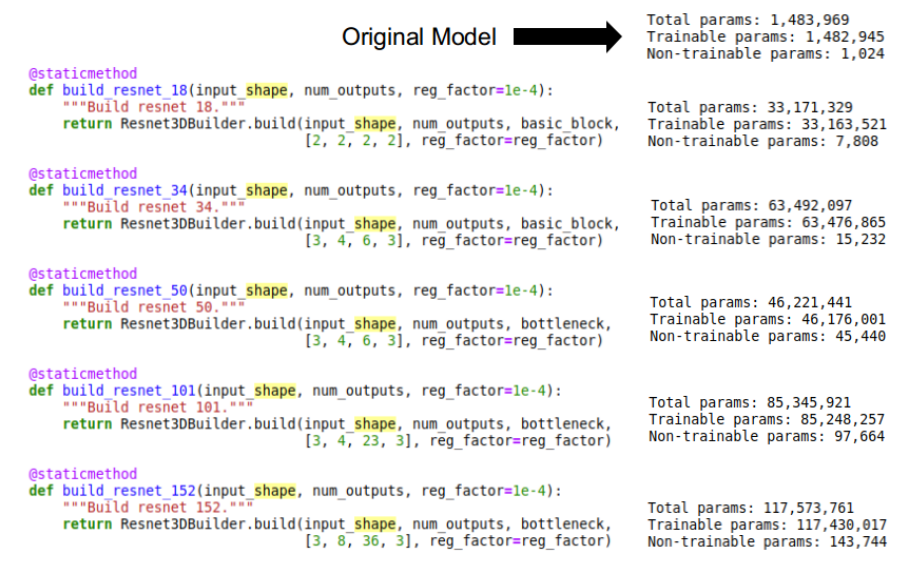 Original Model
Total params: 1,483,969
Trainable params: 1,482,945
Non-trainable params: 1,024
@staticmethod
def build_resnet_18(input_shape, num_outputs, reg_factor=1e-4):
    """Build resnet 18."""
    return Resnet3DBuilder.build(input_shape, num_outputs, basic_block,
                                 [2, 2, 2, 2], reg_factor=reg_factor)
Total params: 33,171,329
Trainable params: 33,163,521
Non-trainable params: 7,808
@staticmethod
def build_resnet_34(input_shape, num_outputs, reg_factor=1e-4):
    """Build resnet 34."""
    return Resnet3DBuilder.build(input_shape, num_outputs, basic_block,
                                 [3, 4, 6, 3], reg_factor=reg_factor)
Total params: 63,492,097
Trainable params: 63,476,865
Non-trainable params: 15,232
@staticmethod
def build_resnet_50(input_shape, num_outputs, reg_factor=1e-4):
    """Build resnet 50."""
    return Resnet3DBuilder.build(input_shape, num_outputs, bottleneck,
                                 [3, 4, 6, 3], reg_factor=reg_factor)
Total params: 46,221,441
Trainable params: 46,176,001
Non-trainable params: 45,440
@staticmethod
def build_resnet_101(input_shape, num_outputs, reg_factor=1e-4):
    """Build resnet 101."""
    return Resnet3DBuilder.build(input_shape, num_outputs, bottleneck,
                                 [3, 4, 23, 3], reg_factor=reg_factor)
Total params: 85,345,921
Trainable params: 85,248,257
Non-trainable params: 97,664
@staticmethod
def build_resnet_152(input_shape, num_outputs, reg_factor=1e-4):
    """Build resnet 152."""
    return Resnet3DBuilder.build(input_shape, num_outputs, bottleneck,
                                 [3, 8, 36, 3], reg_factor=reg_factor)
Total params: 117,573,761
Trainable params: 117,430,017
Non-trainable params: 143,744